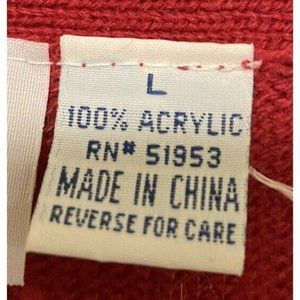 L
100% ACRYLIC
RN# 51953
MADE IN CHINA
REVERSE FOR CARE